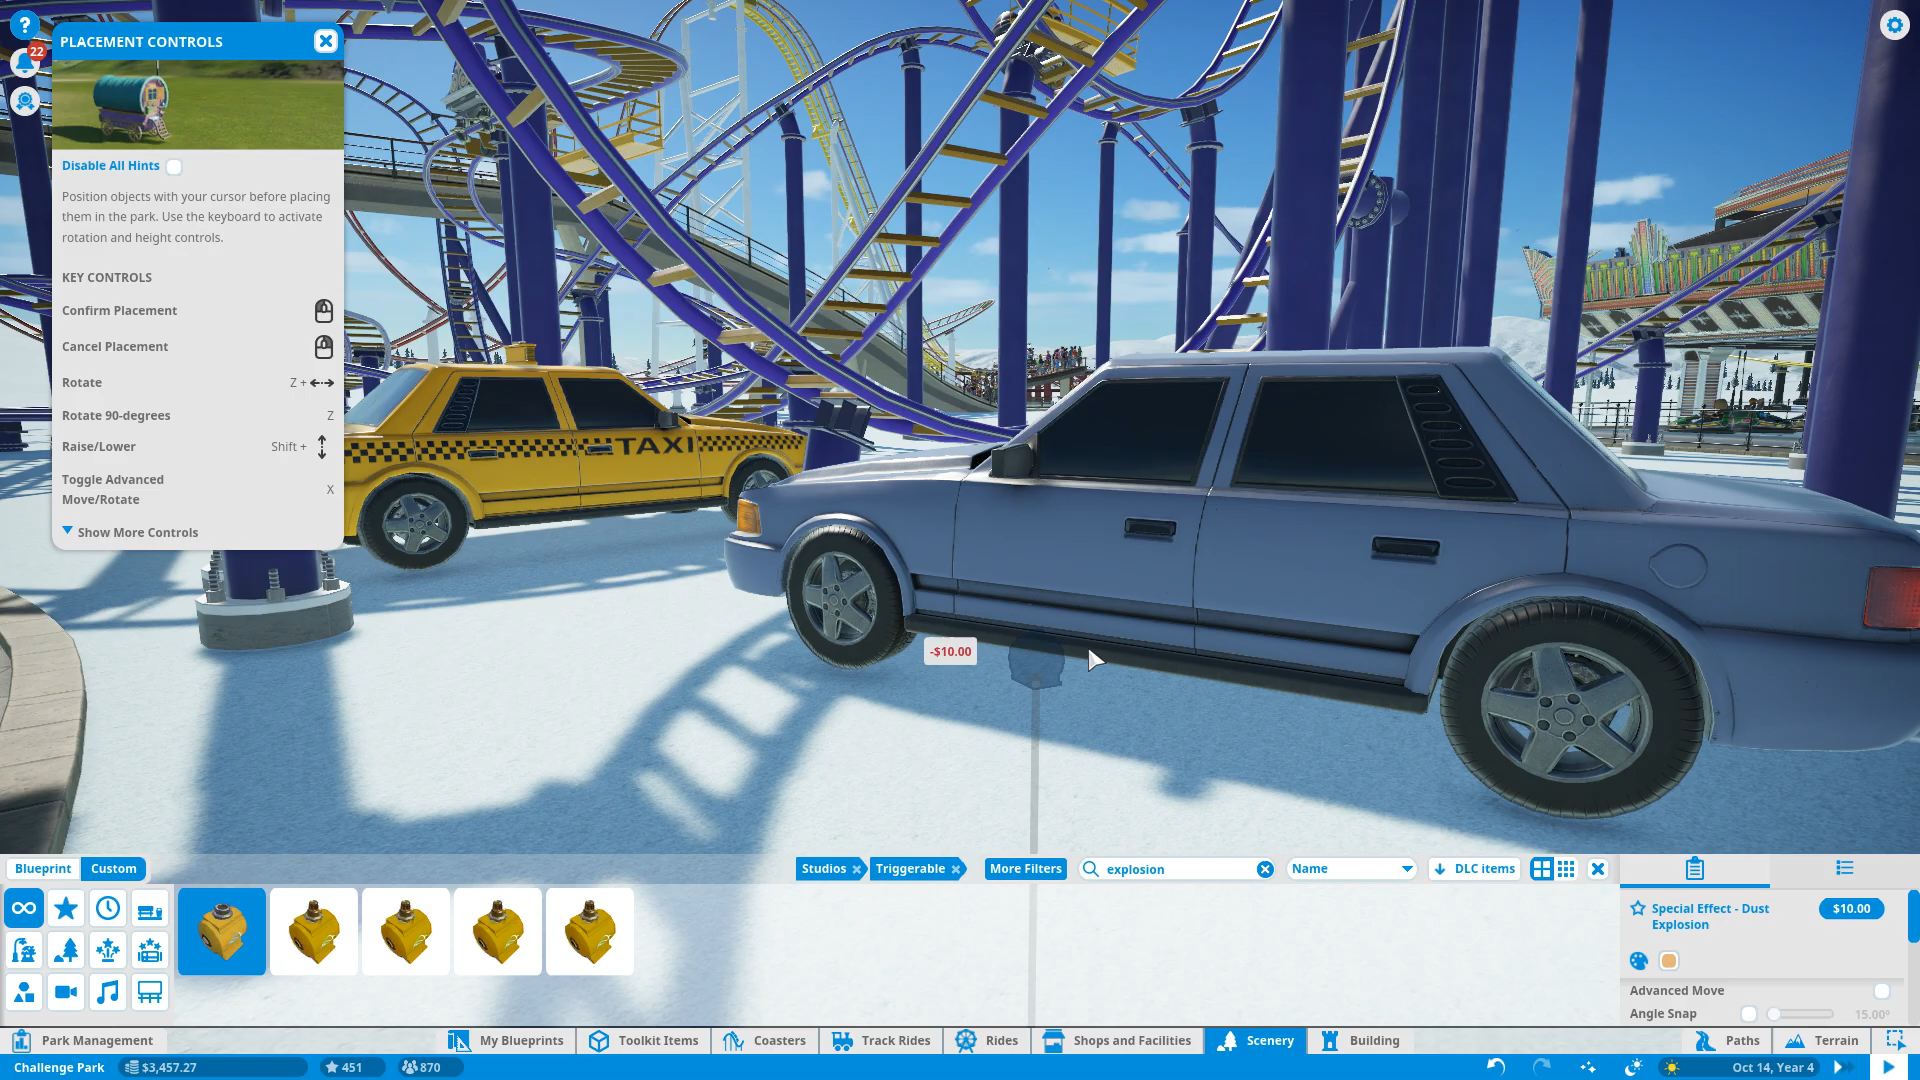 ?
22
PLACEMENT CONTROLS
Disable All Hints
Position objects with your cursor before placing
them in the park. Use the keyboard to activate
rotation and height controls.
KEY CONTROLS
Confirm Placement
Cancel Placement
Rotate Z +
Rotate 90-degrees Z
Raise/Lower Shift +
Toggle Advanced
Move/Rotate X
Show More Controls
TAXI
-$10.00
Blueprint Custom Studios Triggerable More Filters explosion Name DLC items
Special Effect - Dust
Explosion
$10.00
Advanced Move
Angle Snap 15.00°
Park Management My Blueprints Toolkit Items Coasters Track Rides Rides Shops and Facilities Scenery Building Paths Terrain
Challenge Park $3,457.27 451 870 Oct 14, Year 4